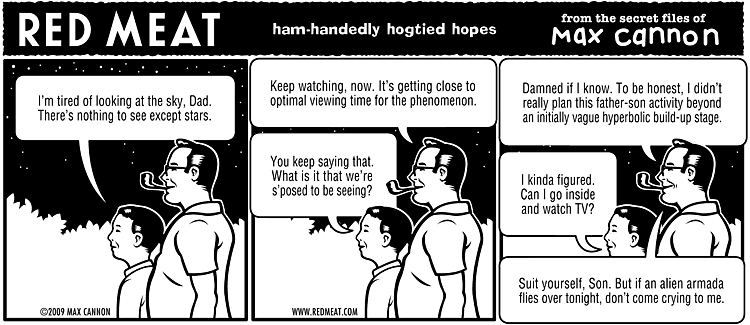 RED MEAT
ham-handedly hogtied hopes
from the secret files of
Max cannon
I'm tired of looking at the sky, Dad.
There's nothing to see except stars.
©2009 MAX CANNON
Keep watching, now. It's getting close to
optimal viewing time for the phenomenon.
You keep saying that.
What is it that we're
s'posed to be seeing?
WWW.REDMEAT.COM
Damned if I know. To be honest, I didn't
really plan this father-son activity beyond
an initially vague hyperbolic build-up stage.
I kinda figured.
Can I go inside
and watch TV?
Suit yourself, Son. But if an alien armada
flies over tonight, don't come crying to me.